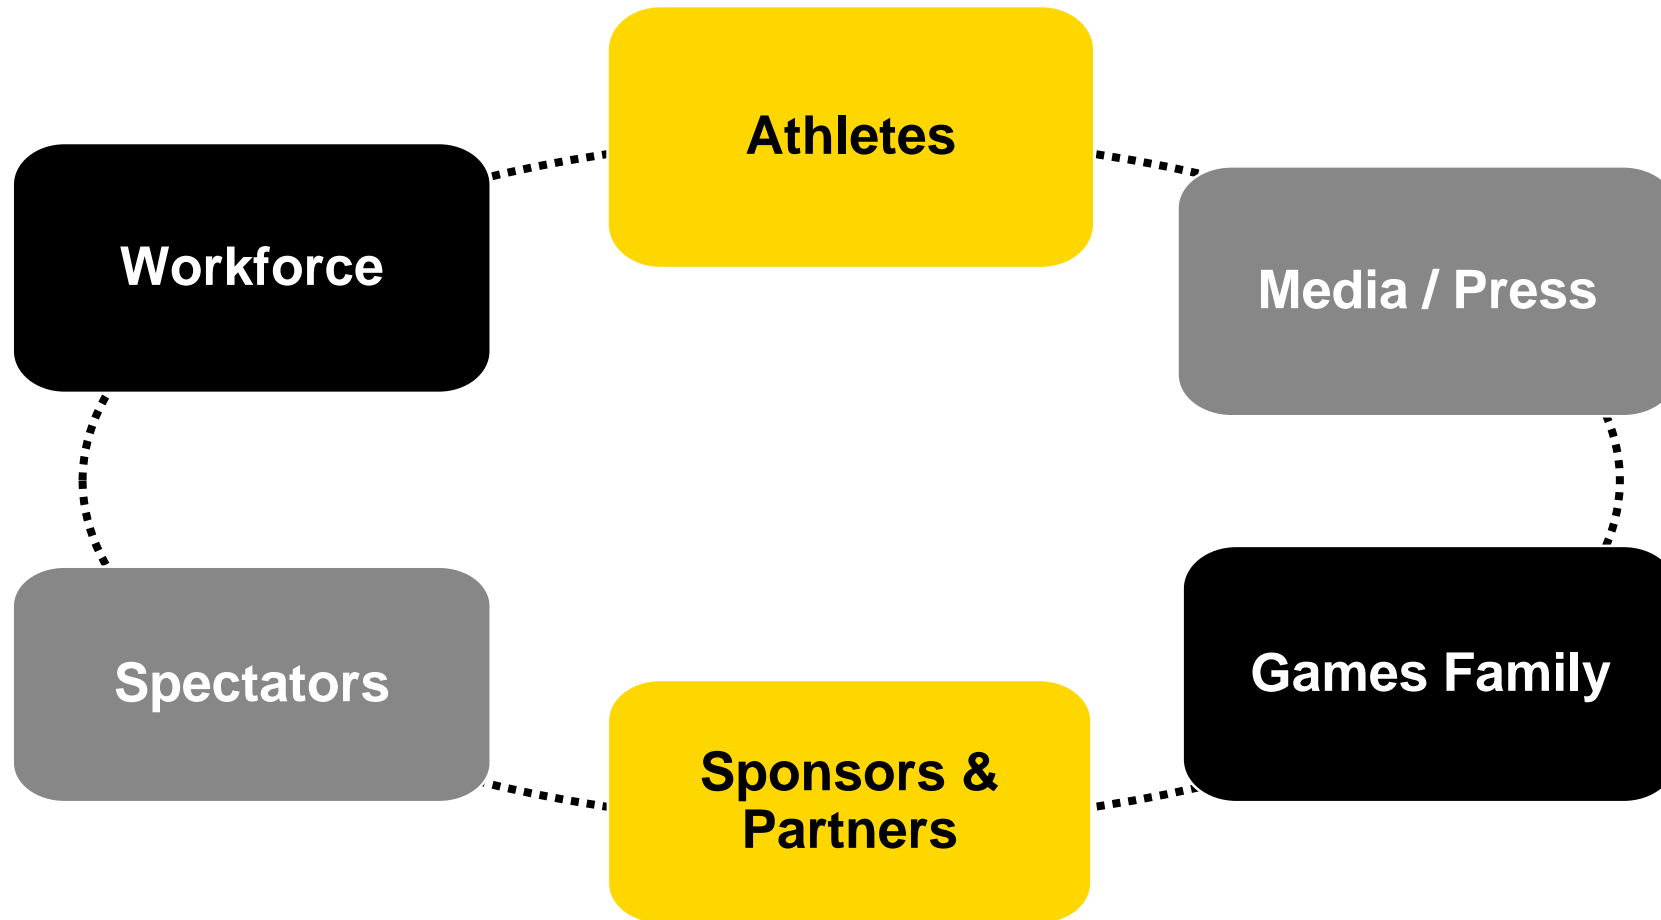 Athletes
Workforce
Media / Press
Games Family
Spectators
Sponsors &
Partners